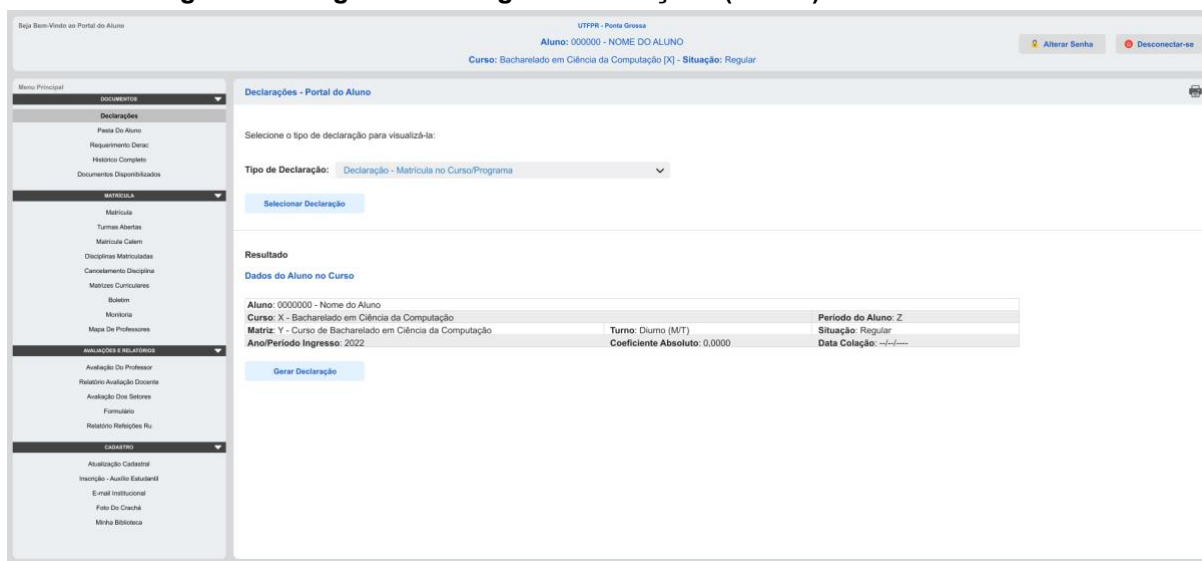 Seja Bem-Vindo ao Portal do Aluno
UTFPR - Ponta Grossa
Aluno: 000000 - NOME DO ALUNO
Curso: Bacharelado em Ciência da Computação [X] - Situação: Regular
Alterar Senha
Desconectar-se
Menu Principal
DOCUMENTOS
Declarações
Pasta Do Aluno
Requerimento Derac
Histórico Completo
Documentos Disponibilizados
MATRÍCULA
Matrícula
Turmas Abertas
Matrícula Calem
Disciplinas Matriculadas
Cancelamento Disciplina
Matrizes Curriculares
Boletim
Monitoria
Mapa De Professores
AVALIAÇÕES E RELATÓRIOS
Avaliação Do Professor
Relatório Avaliação Docente
Avaliação Dos Setores
Formulário
Relatório Refeições Ru
CADASTRO
Atualização Cadastral
Inscrição - Auxílio Estudantil
E-mail Institucional
Foto Do Crachá
Minha Biblioteca
Declarações - Portal do Aluno
Selecione o tipo de declaração para visualizá-la:
Tipo de Declaração: Declaração - Matrícula no Curso/Programa
Selecionar Declaração
Resultado
Dados do Aluno no Curso
Aluno: 0000000 - Nome do Aluno
Curso: X - Bacharelado em Ciência da Computação Período do Aluno: Z
Matriz: Y - Curso de Bacharelado em Ciência da Computação Turno: Diurno (M/T) Situação: Regular
Ano/Período Ingresso: 2022 Coeficiente Absoluto: 0,0000 Data Colação: --/--/----
Gerar Declaração